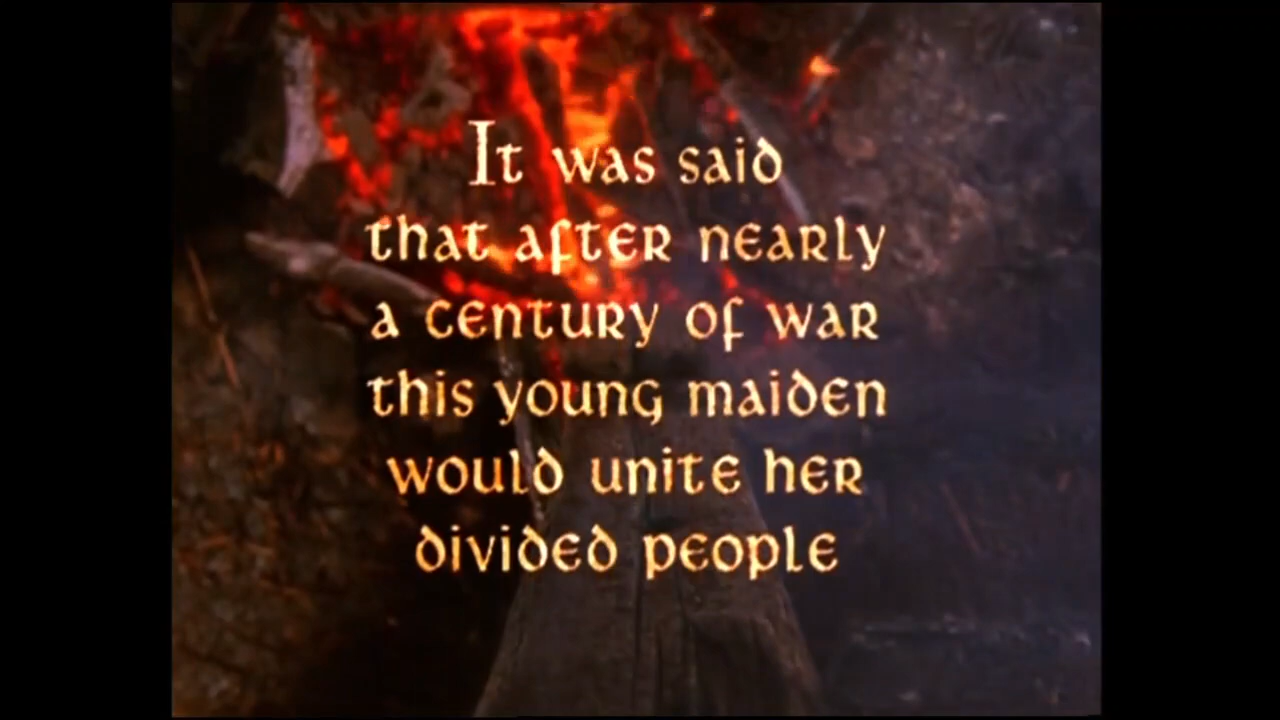 It was said
that after nearly
a century of war
this young maiden
would unite her
divided people